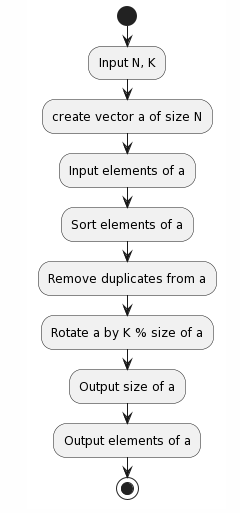 Input N, K
create vector a of size N
Input elements of a
Sort elements of a
Remove duplicates from a
Rotate a by K % size of a
Output size of a
Output elements of a